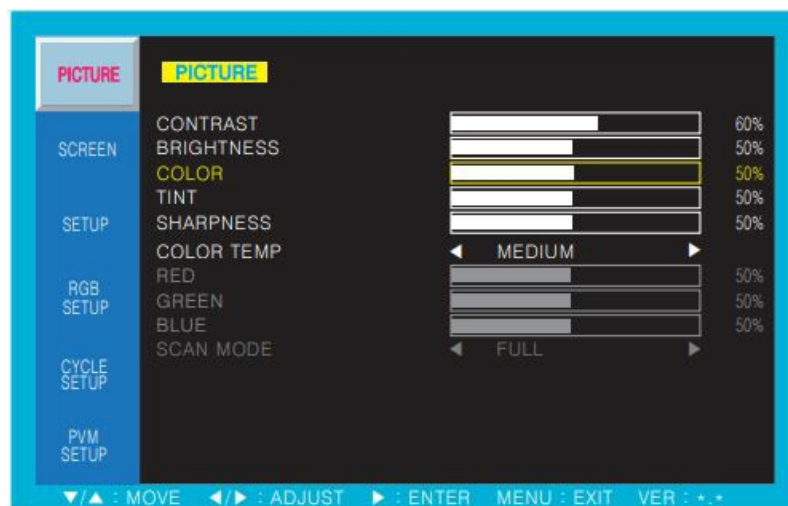 PICTURE
SCREEN
SETUP
RGB
SETUP
CYCLE
SETUP
PVM
SETUP
PICTURE
CONTRAST 60%
BRIGHTNESS 50%
COLOR 50%
TINT 50%
SHARPNESS 50%
COLOR TEMP ◀ MEDIUM ▶
RED 50%
GREEN 50%
BLUE 50%
SCAN MODE ◀ FULL ▶
▼/▲ : MOVE ◀/▶ : ADJUST ▶ : ENTER MENU : EXIT VER : *.*